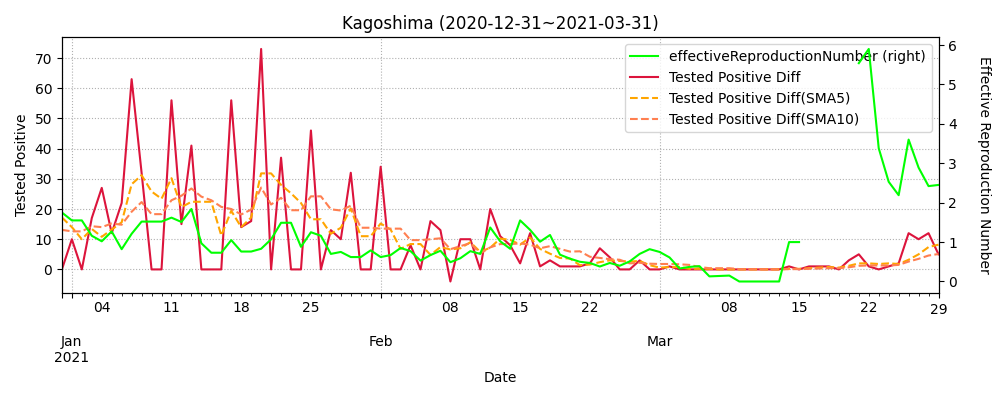 Kagoshima (2020-12-31~2021-03-31)
effectiveReproductionNumber (right)
Tested Positive Diff
Tested Positive Diff(SMA5)
Tested Positive Diff(SMA10)
Tested Positive
70
60
50
40
30
20
10
0
6
5
4
3
2
1
0
Effective Reproduction Number
04 11 18 25 08 15 22 08 15 22 29
Jan Feb Mar
2021
Date